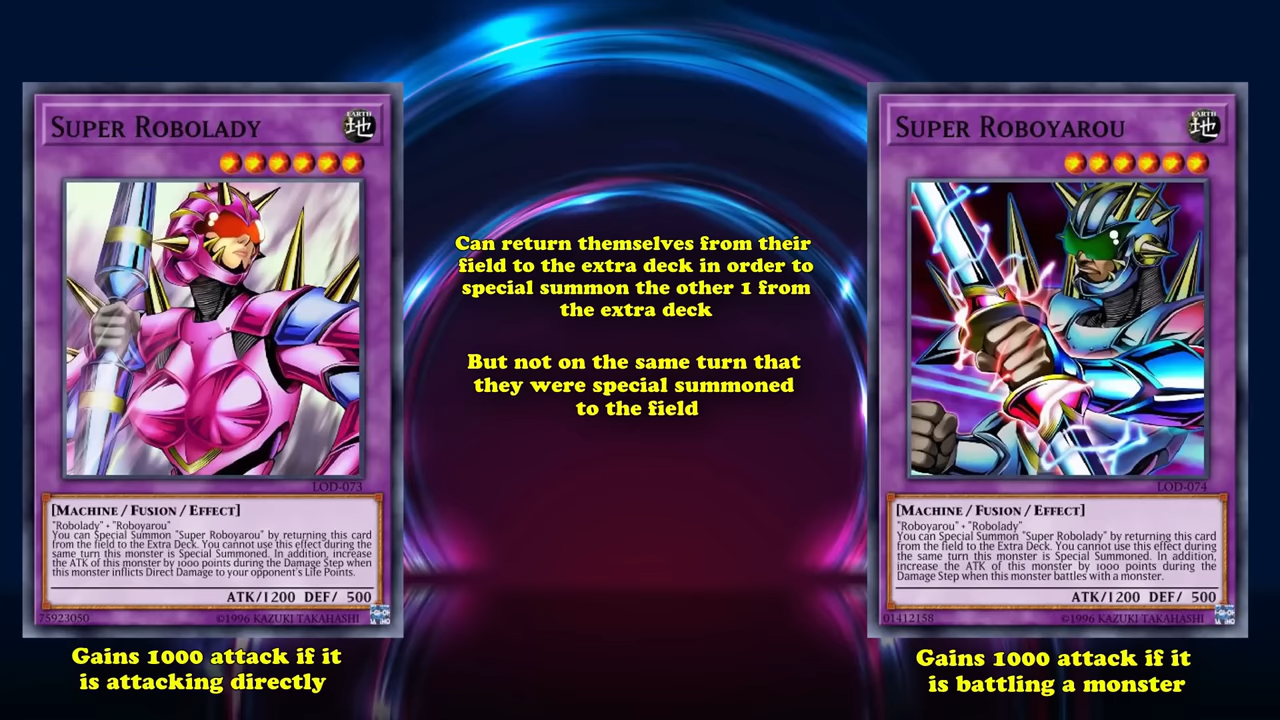 SUPER ROBOLADY
EARTH
地
LOD-073
[MACHINE / FUSION / EFFECT]
"Robolady" + "Roboyarou"
You can Special Summon "Super Roboyarou" by returning this card
from the field to the Extra Deck. You cannot use this effect during the
same turn this monster is Special Summoned. In addition, increase
the ATK of this monster by 1000 points during the Damage Step when
this monster inflicts Direct Damage to your opponent's Life Points.
ATK/1200 DEF/ 500
75923050
©1996 KAZUKI TAKAHASHI
Gains 1000 attack if it
is attacking directly
Can return themselves from their
field to the extra deck in order to
special summon the other 1 from
the extra deck
But not on the same turn that
they were special summoned
to the field
SUPER ROBOYAROU
EARTH
地
LOD-074
[MACHINE / FUSION / EFFECT]
"Roboyarou" + "Robolady"
You can Special Summon "Super Robolady" by returning this card
from the field to the Extra Deck. You cannot use this effect during
the same turn this monster is Special Summoned. In addition,
increase the ATK of this monster by 1000 points during the
Damage Step when this monster battles with a monster.
ATK/1200 DEF/ 500
01412158
©1996 KAZUKI TAKAHASHI
Gains 1000 attack if it
is battling a monster